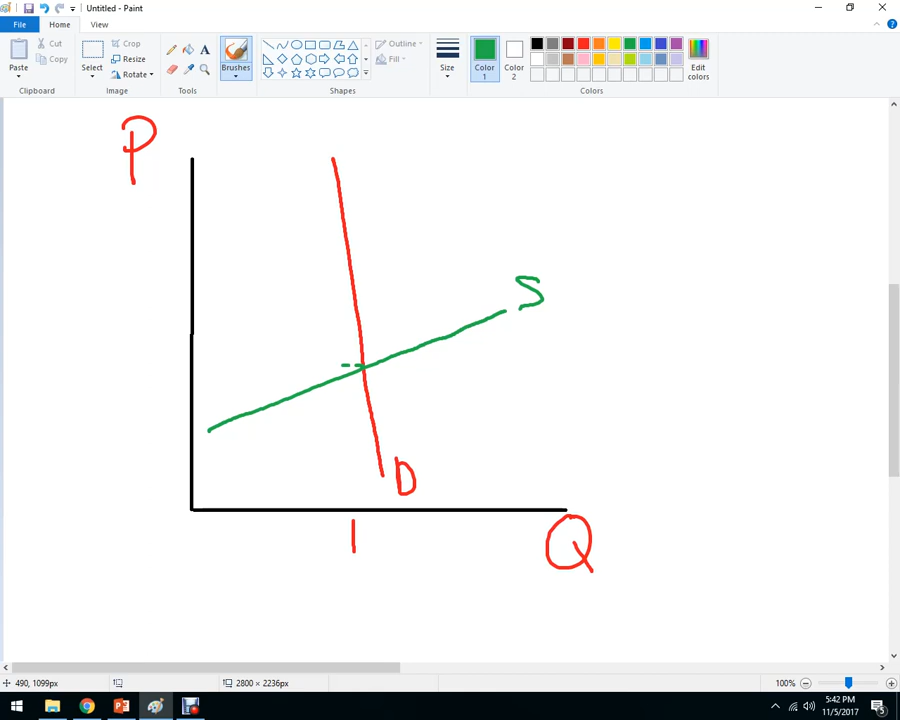 Untitled - Paint
File Home View
Paste
Cut
Copy
Clipboard
Select
Crop
Resize
Rotate
Image
A
Tools
Brushes
Shapes
Outline
Fill
Size
Color
1
Color
2
Edit
colors
Colors
P
S
D
1
Q
490, 1099px
2800 × 2236px
100%
5:42 PM
11/5/2017
5